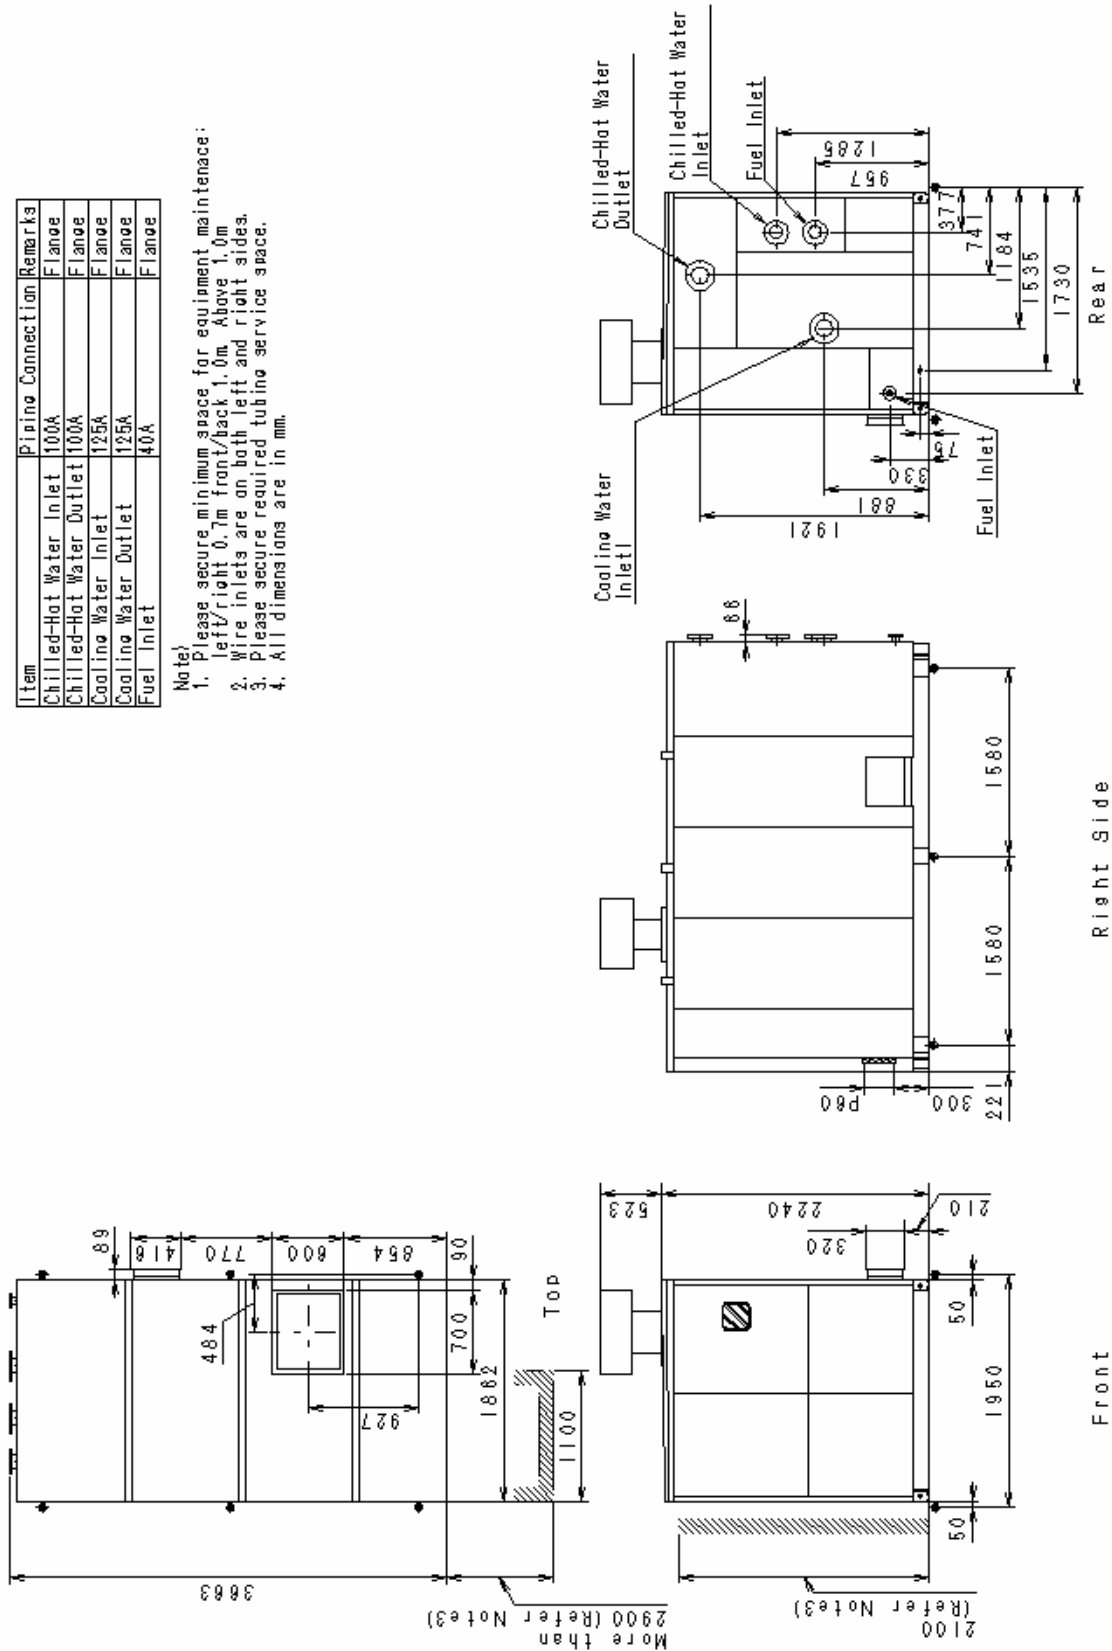 Item Piping Connection Remarks
Chilled-Hot Water Inlet 100A Flange
Chilled-Hot Water Outlet 100A Flange
Cooling Water Inlet 125A Flange
Cooling Water Outlet 125A Flange
Fuel Inlet 40A Flange
Note)
1. Please secure minimum space for equipment maintenace:
left/right 0.7m front/back 1.0m Above 1.0m
2. Wire inlets are on both left and right sides.
3. Please secure required tubing service space.
4. All dimensions are in mm.
3663
More than
2900 (Refer Note3)
89
416
770
600
854
90
484
700
927
1862
1100
Top
523
2240
320
210
50
1950
50
2100
(Refer Note3)
Front
66
1580
1580
P60
300
221
Right Side
Chilled-Hot Water
Outlet
Chilled-Hot Water
Inlet
Fuel Inlet
Cooling Water
Inletl
Fuel Inlet
1285
957
377
741
1184
1535
1730
75
330
881
1921
Rear